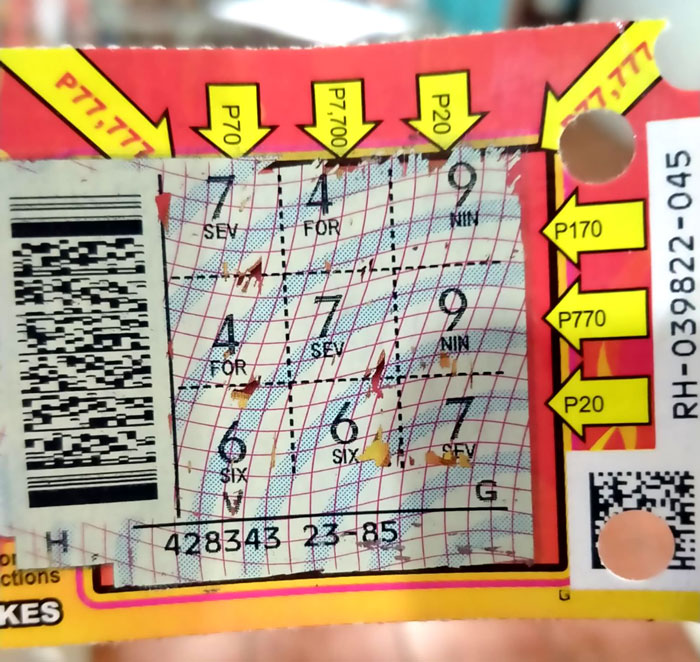 P77,777
P70
P7,700
P20
P77,777
7 4 9
SEV FOR NIN
P170
4 7 9
FOR SEV NIN
P770
6 6 7
SIX SIX SEV
P20
V G
H
428343 23-85
RH-039822-045
ctions
KES
G